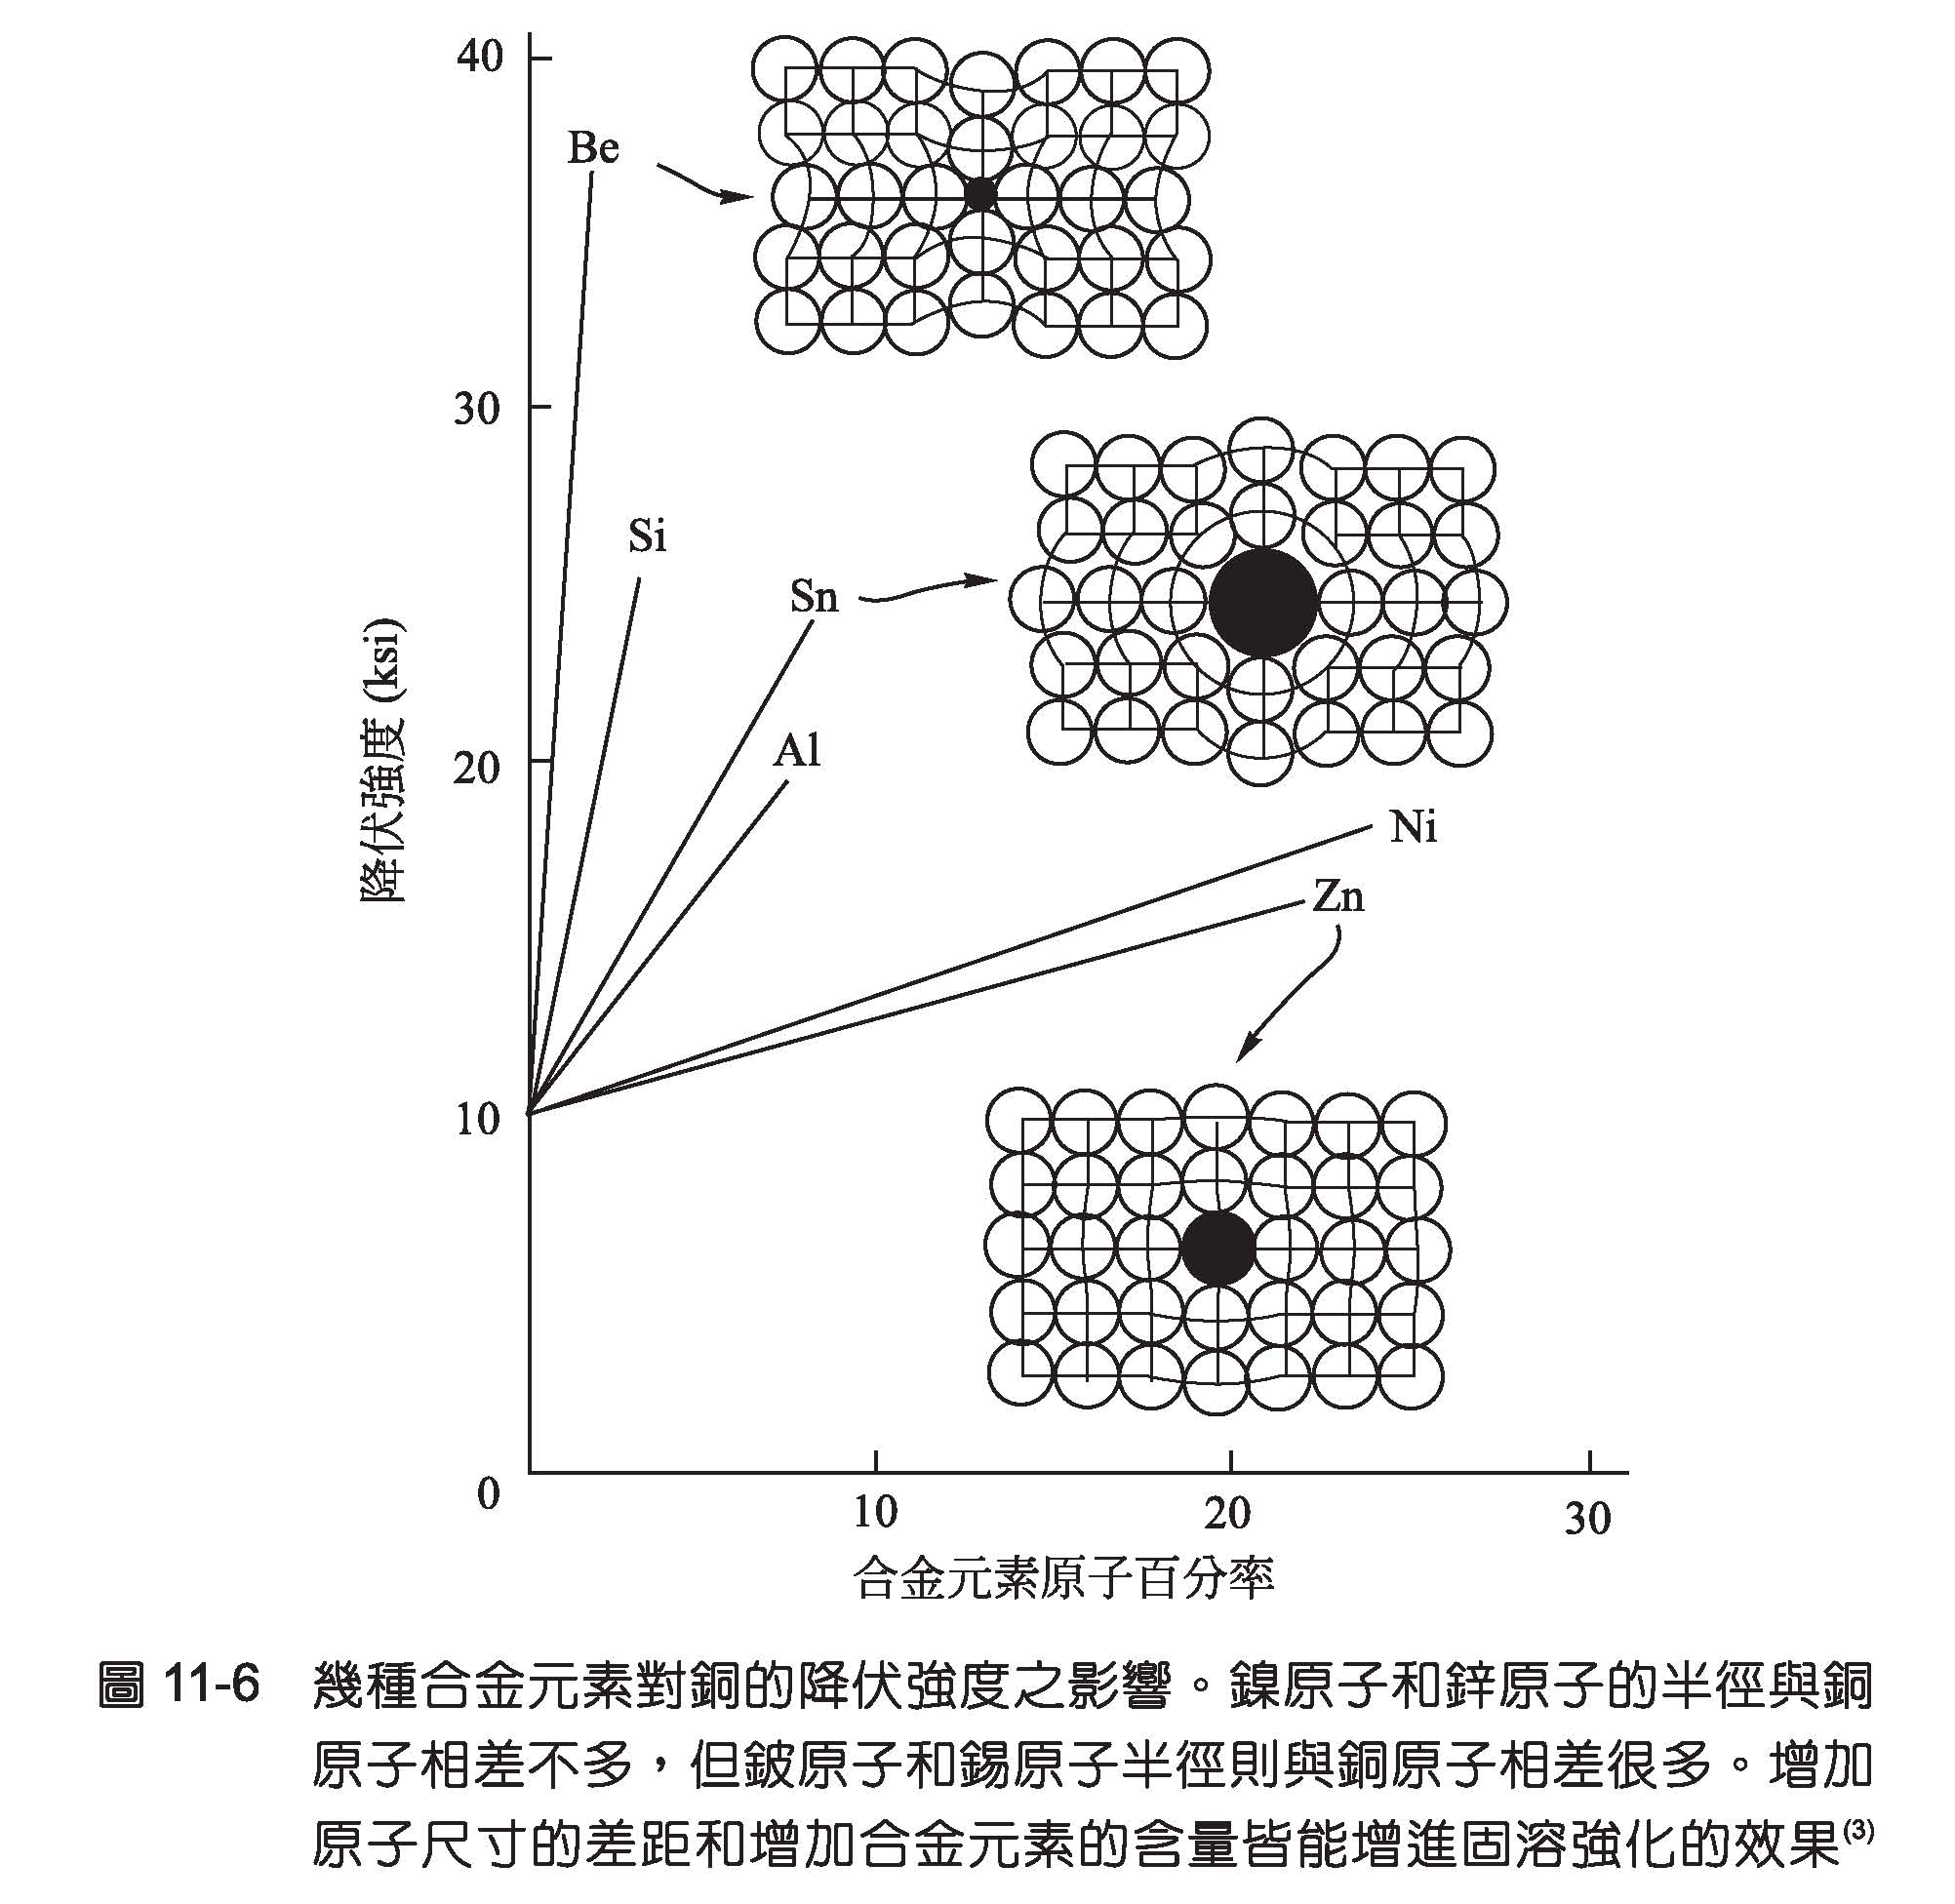 40
Be
30
Si
Sn
降伏強度 (ksi)
Al
20
Ni
Zn
10
0
10
20
30
合金元素原子百分率
圖 11-6 幾種合金元素對銅的降伏強度之影響。鎳原子和鋅原子的半徑與銅
原子相差不多,但鈹原子和錫原子半徑則與銅原子相差很多。增加
原子尺寸的差距和增加合金元素的含量皆能增進固溶強化的效果(3)